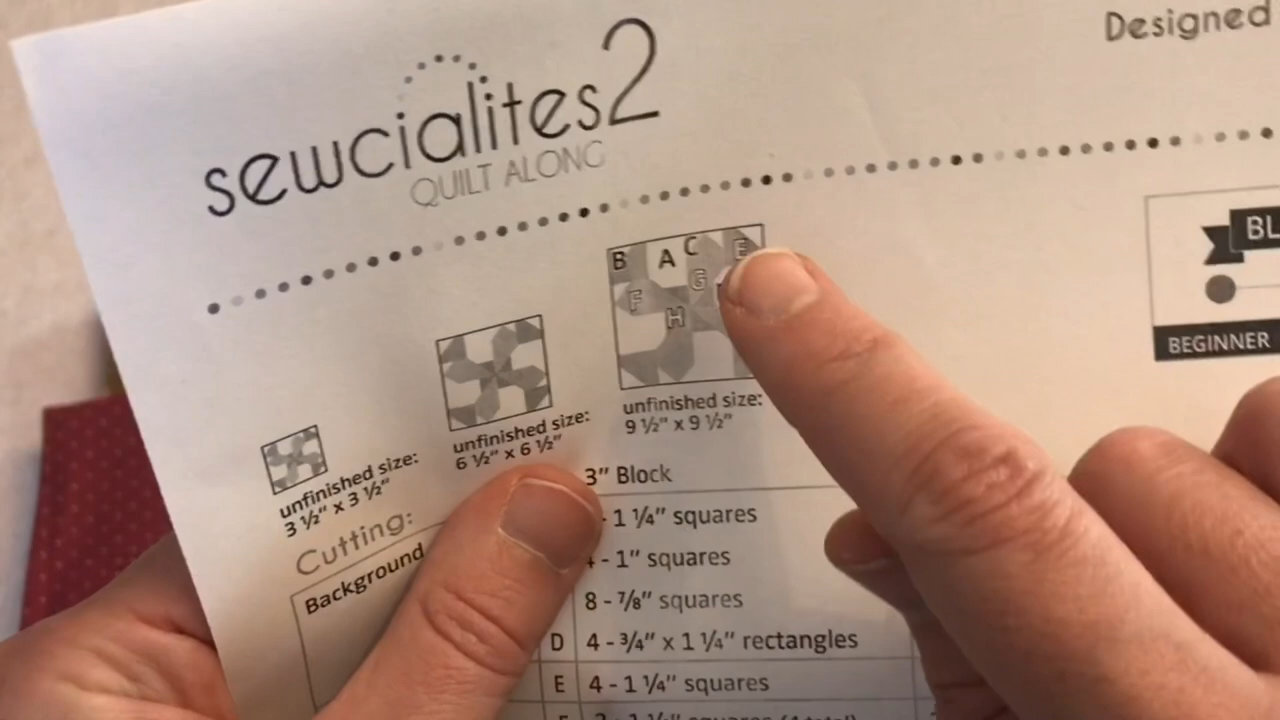 Designed
sewcialites2
QUILT ALONG
BL
BEGINNER
B A C E
G
F
H
unfinished size:
9 ½" x 9 ½"
unfinished size:
6 ½" x 6 ½"
unfinished size:
3 ½" x 3 ½"
3" Block
Cutting:
Background
- 1 ¼" squares
- 1" squares
8 - ⅞" squares
D 4 - ¾" x 1 ¼" rectangles
E 4 - 1 ¼" squares